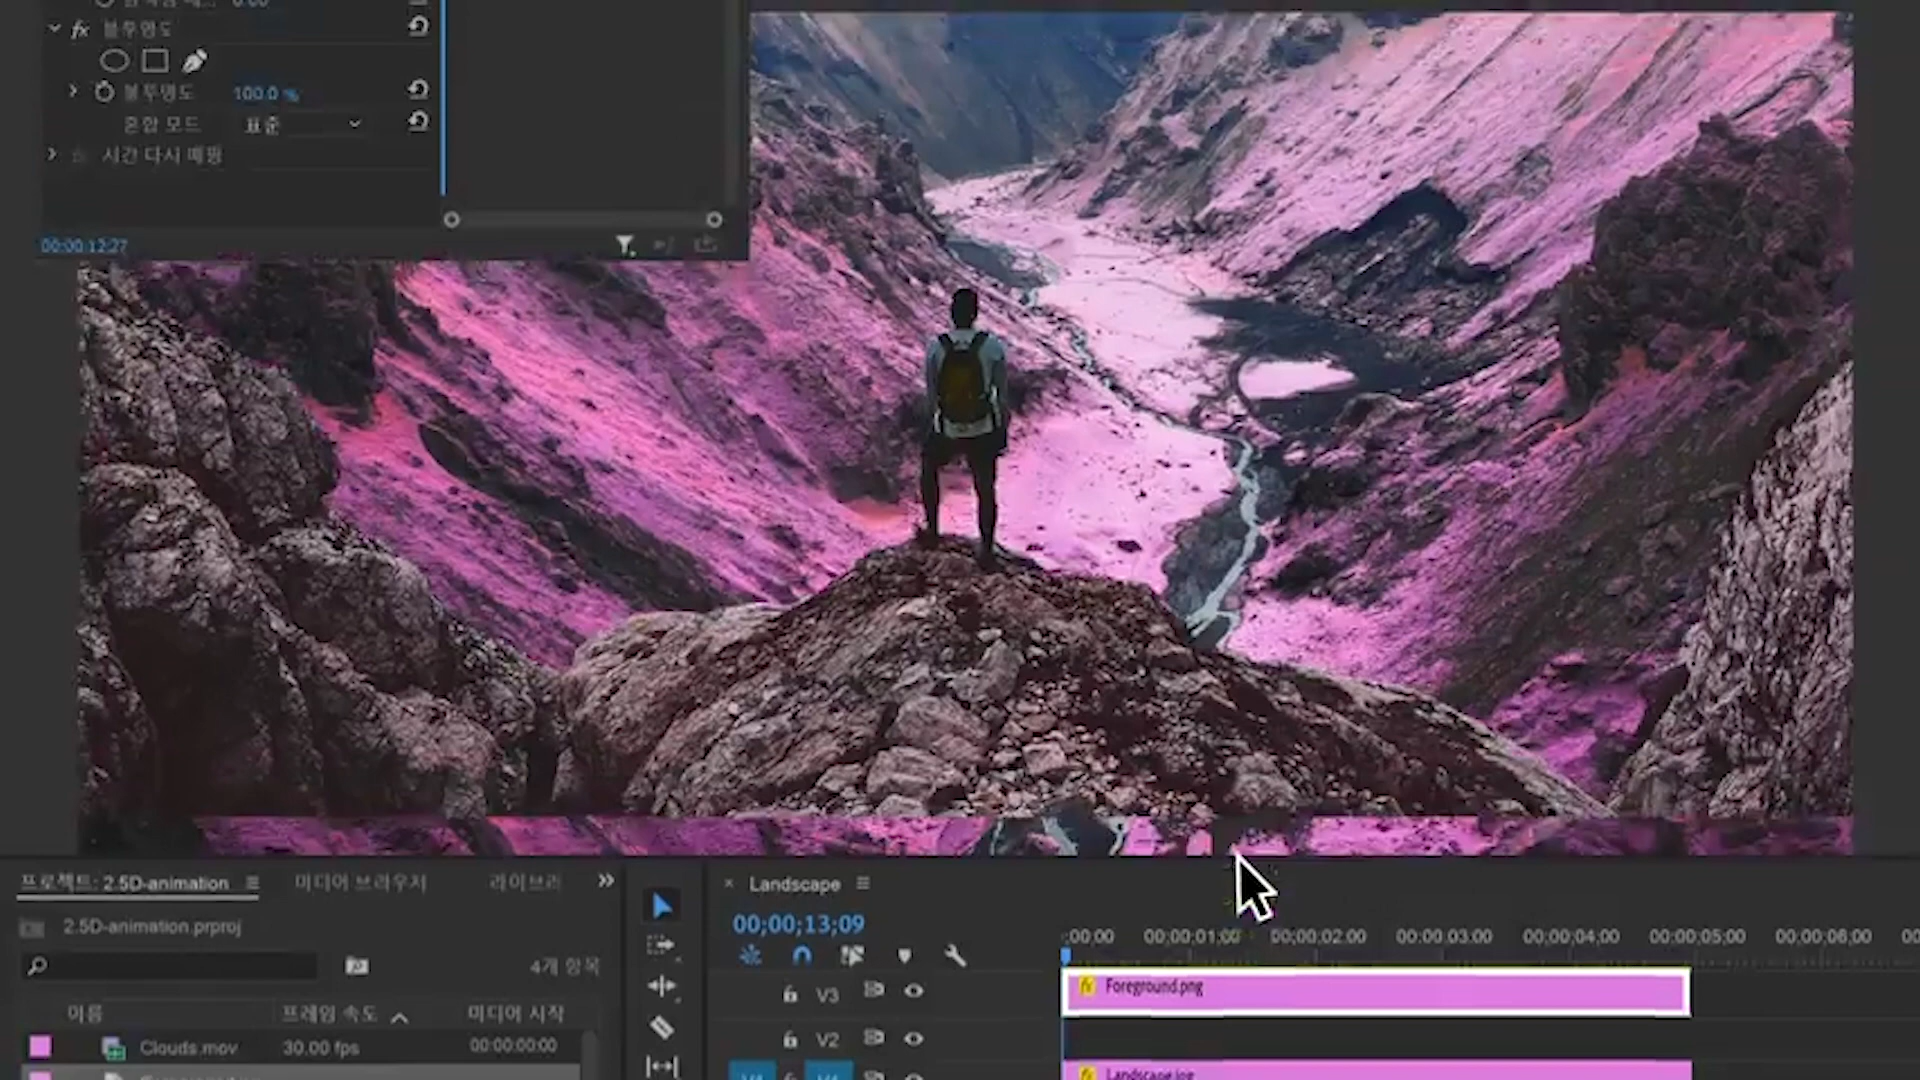 fx 불투명도
불투명도 100.0 %
혼합 모드 표준
시간 다시 매핑
00:00:12:27
프로젝트: 2.5D-animation 미디어 브라우저 라이브러
2.5D-animation.prproj
4개 항목
이름 프레임 속도 미디어 시작
Clouds.mov 30.00 fps 00:00:00:00
× Landscape
00;00;13;09
:00;00 00;00;01;00 00;00;02;00 00;00;03;00 00;00;04;00 00;00;05;00 00;00;06;00 00
V3 fx Foreground.png
V2
fx Landscape.jpg